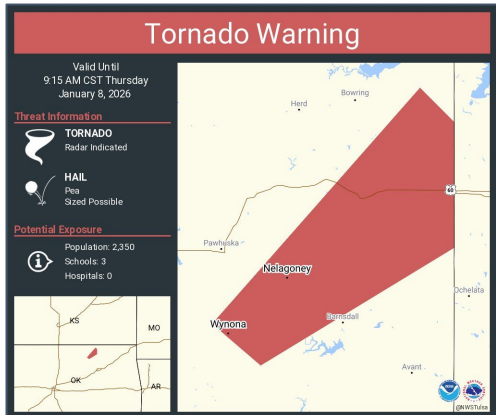 Tornado Warning
Valid Until
9:15 AM CST Thursday
January 8, 2026
Threat Information
TORNADO
Radar Indicated
HAIL
Pea
Sized Possible
Potential Exposure
Population: 2,350
Schools: 3
Hospitals: 0
KS
MO
OK
AR
Bowring
Herd
60
Pawhuska
Nelagoney
Ochelata
Wynona
Barnsdall
Avant
@NWSTulsa